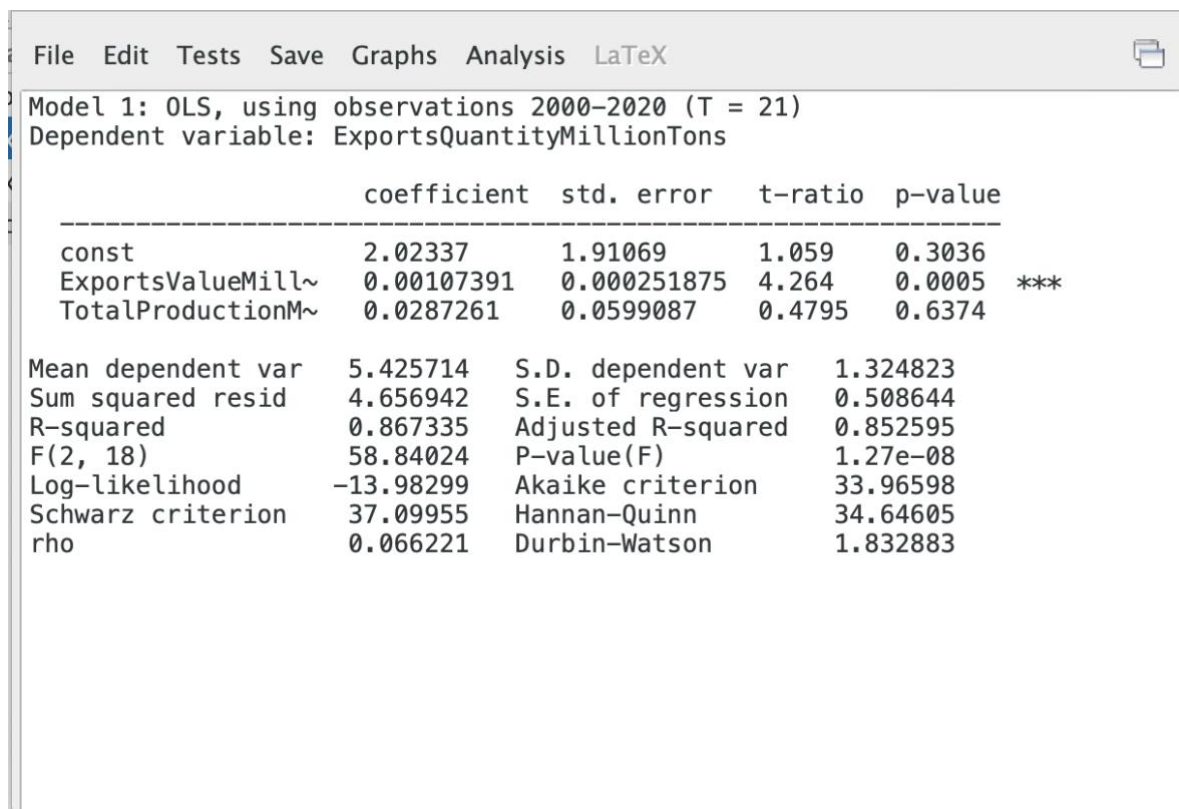 File Edit Tests Save Graphs Analysis LaTeX
Model 1: OLS, using observations 2000-2020 (T = 21)
Dependent variable: ExportsQuantityMillionTons
coefficient std. error t-ratio p-value
const 2.02337 1.91069 1.059 0.3036
ExportsValueMill~ 0.00107391 0.000251875 4.264 0.0005 ***
TotalProductionM~ 0.0287261 0.0599087 0.4795 0.6374
Mean dependent var 5.425714 S.D. dependent var 1.324823
Sum squared resid 4.656942 S.E. of regression 0.508644
R-squared 0.867335 Adjusted R-squared 0.852595
F(2, 18) 58.84024 P-value(F) 1.27e-08
Log-likelihood -13.98299 Akaike criterion 33.96598
Schwarz criterion 37.09955 Hannan-Quinn 34.64605
rho 0.066221 Durbin-Watson 1.832883